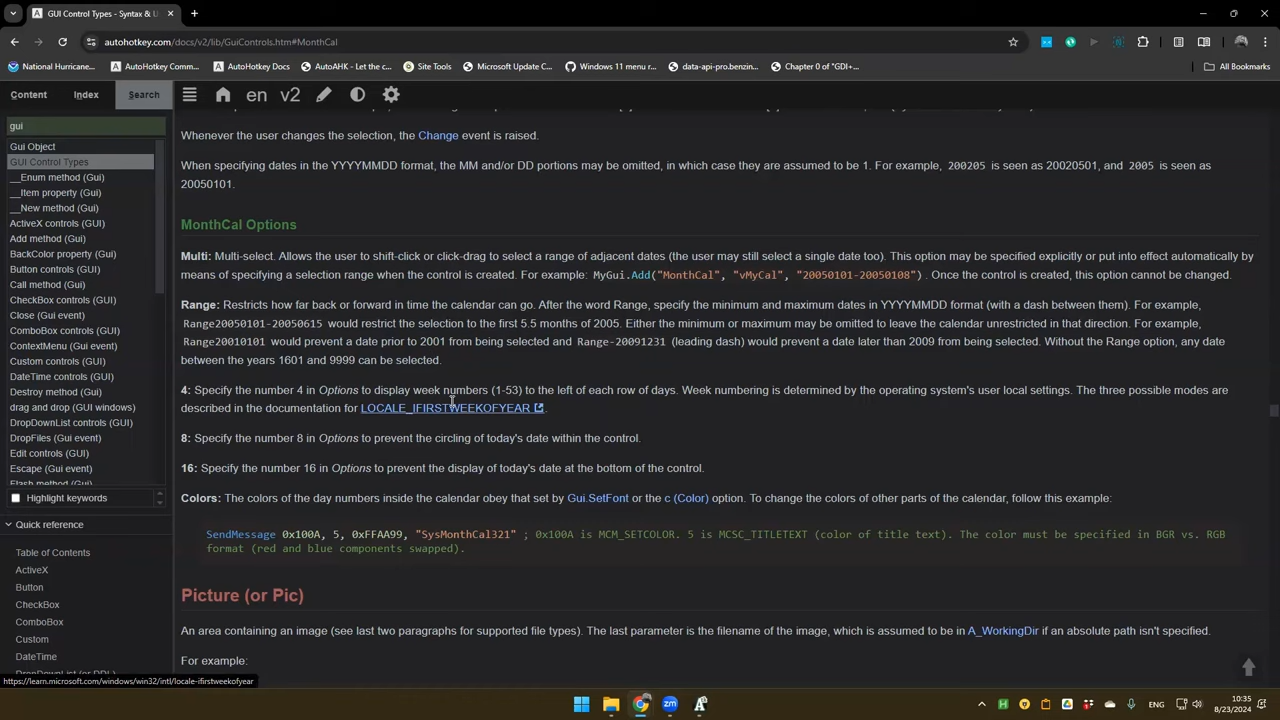 GUI Control Types - Syntax & U
autohotkey.com/docs/v2/lib/GuiControls.htm#MonthCal
National Hurricane...
AutoHotkey Comm...
AutoHotkey Docs
AutoAHK - Let the c...
Site Tools
Microsoft Update C...
Windows 11 menu r...
data-api-pro.benzin...
Chapter 0 of "GDI+...
All Bookmarks
Content
Index
Search
en
v2
gui
Gui Object
GUI Control Types
__Enum method (Gui)
__Item property (Gui)
__New method (Gui)
ActiveX controls (GUI)
Add method (Gui)
BackColor property (Gui)
Button controls (GUI)
Call method (Gui)
CheckBox controls (GUI)
Close (Gui event)
ComboBox controls (GUI)
ContextMenu (Gui event)
Custom controls (GUI)
DateTime controls (GUI)
Destroy method (Gui)
drag and drop (GUI windows)
DropDownList controls (GUI)
DropFiles (Gui event)
Edit controls (GUI)
Escape (Gui event)
Flash method (Gui)
Highlight keywords
Quick reference
Table of Contents
ActiveX
Button
CheckBox
ComboBox
Custom
DateTime
DropDownList (or DDL)
https://learn.microsoft.com/windows/win32/intl/locale-ifirstweekofyear
Whenever the user changes the selection, the Change event is raised.
When specifying dates in the YYYYMMDD format, the MM and/or DD portions may be omitted, in which case they are assumed to be 1. For example, 200205 is seen as 20020501, and 2005 is seen as
20050101.
MonthCal Options
Multi: Multi-select. Allows the user to shift-click or click-drag to select a range of adjacent dates (the user may still select a single date too). This option may be specified explicitly or put into effect automatically by
means of specifying a selection range when the control is created. For example: MyGui.Add("MonthCal", "vMyCal", "20050101-20050108"). Once the control is created, this option cannot be changed.
Range: Restricts how far back or forward in time the calendar can go. After the word Range, specify the minimum and maximum dates in YYYYMMDD format (with a dash between them). For example,
Range20050101-20050615 would restrict the selection to the first 5.5 months of 2005. Either the minimum or maximum may be omitted to leave the calendar unrestricted in that direction. For example,
Range20010101 would prevent a date prior to 2001 from being selected and Range-20091231 (leading dash) would prevent a date later than 2009 from being selected. Without the Range option, any date
between the years 1601 and 9999 can be selected.
4: Specify the number 4 in Options to display week numbers (1-53) to the left of each row of days. Week numbering is determined by the operating system's user local settings. The three possible modes are
described in the documentation for LOCALE_IFIRSTWEEKOFYEAR.
8: Specify the number 8 in Options to prevent the circling of today's date within the control.
16: Specify the number 16 in Options to prevent the display of today's date at the bottom of the control.
Colors: The colors of the day numbers inside the calendar obey that set by Gui.SetFont or the c (Color) option. To change the colors of other parts of the calendar, follow this example:
SendMessage 0x100A, 5, 0xFFAA99, "SysMonthCal321" ; 0x100A is MCM_SETCOLOR. 5 is MCSC_TITLETEXT (color of title text). The color must be specified in BGR vs. RGB
format (red and blue components swapped).
Picture (or Pic)
An area containing an image (see last two paragraphs for supported file types). The last parameter is the filename of the image, which is assumed to be in A_WorkingDir if an absolute path isn't specified.
For example:
zm
ENG
10:35
8/23/2024